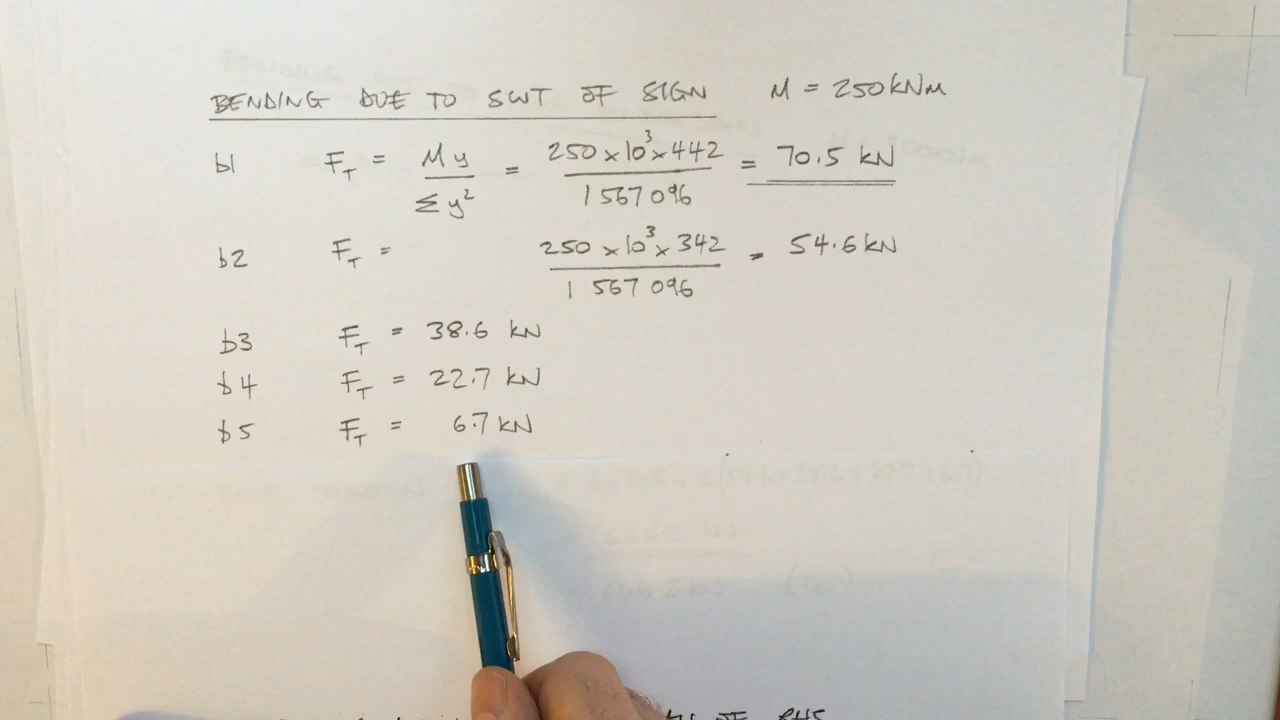 BENDING DUE TO SWT OF SIGN M = 250kNm
b1 F_T = My / Σy² = 250 x 10³ x 442 / 1 567 096 = 70.5 kN
b2 F_T = 250 x 10³ x 342 / 1 567 096 = 54.6 kN
b3 F_T = 38.6 kN
b4 F_T = 22.7 kN
b5 F_T = 6.7 kN
OF RHS